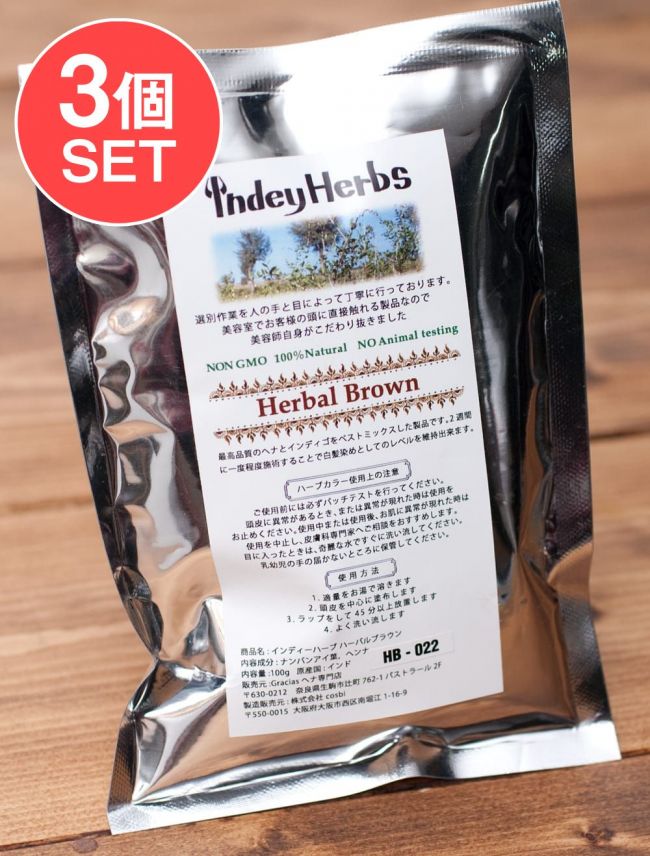 3個
SET
IndeyHerbs
選別作業を人の手と目によって丁寧に行っております。
美容室でお客様の頭に直接触れる製品なので
美容師自身がこだわり抜きました
NON GMO 100%Natural NO Animal testing
Herbal Brown
最高品質のヘナとインディゴをベストミックスした製品です。2週間
に一度程度施術することで白髪染めとしてのレベルを維持出来ます。
ハーブカラー使用上の注意
ご使用前には必ずパッチテストを行ってください。
頭皮に異常があるとき、または異常が現れた時は使用を
お止めください。使用中または使用後、お肌に異常が現れた時は
使用を中止し、皮膚科専門家へご相談をおすすめします。
目に入ったときは、奇麗な水ですぐに洗い流してください。
乳幼児の手の届かないところに保管してください。
使用方法
1. 適量をお湯で溶きます
2. 頭皮を中心に塗布します
3. ラップをして45分以上放置します
4. よく洗い流します
商品名:インディーハーブ ハーバルブラウン
内容成分:ナンバンアイ葉，ヘンナ
HB - 022
内容量:100g 原産国:インド
販売元:Gracias ヘナ専門店
〒630-0212 奈良県生駒市辻町762-1 パストラール2F
製造販売元:株式会社 cosbi
〒550-0015 大阪府大阪市西区南堀江1-16-9